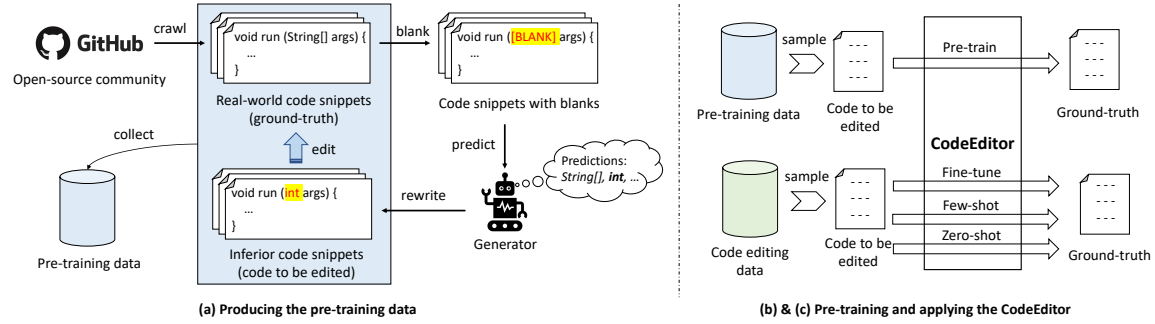 GitHub
Open-source community
crawl
void run (String[] args) {
...
}
Real-world code snippets
(ground-truth)
blank
void run ([BLANK] args) {
...
}
Code snippets with blanks
predict
Predictions:
String[], int, ...
Generator
rewrite
edit
void run (int args) {
...
}
Inferior code snippets
(code to be edited)
collect
Pre-training data
(a) Producing the pre-training data
Pre-training data
sample
Code to be
edited
Pre-train
Ground-truth
CodeEditor
Code editing
data
sample
Code to be
edited
Fine-tune
Few-shot
Zero-shot
Ground-truth
(b) & (c) Pre-training and applying the CodeEditor